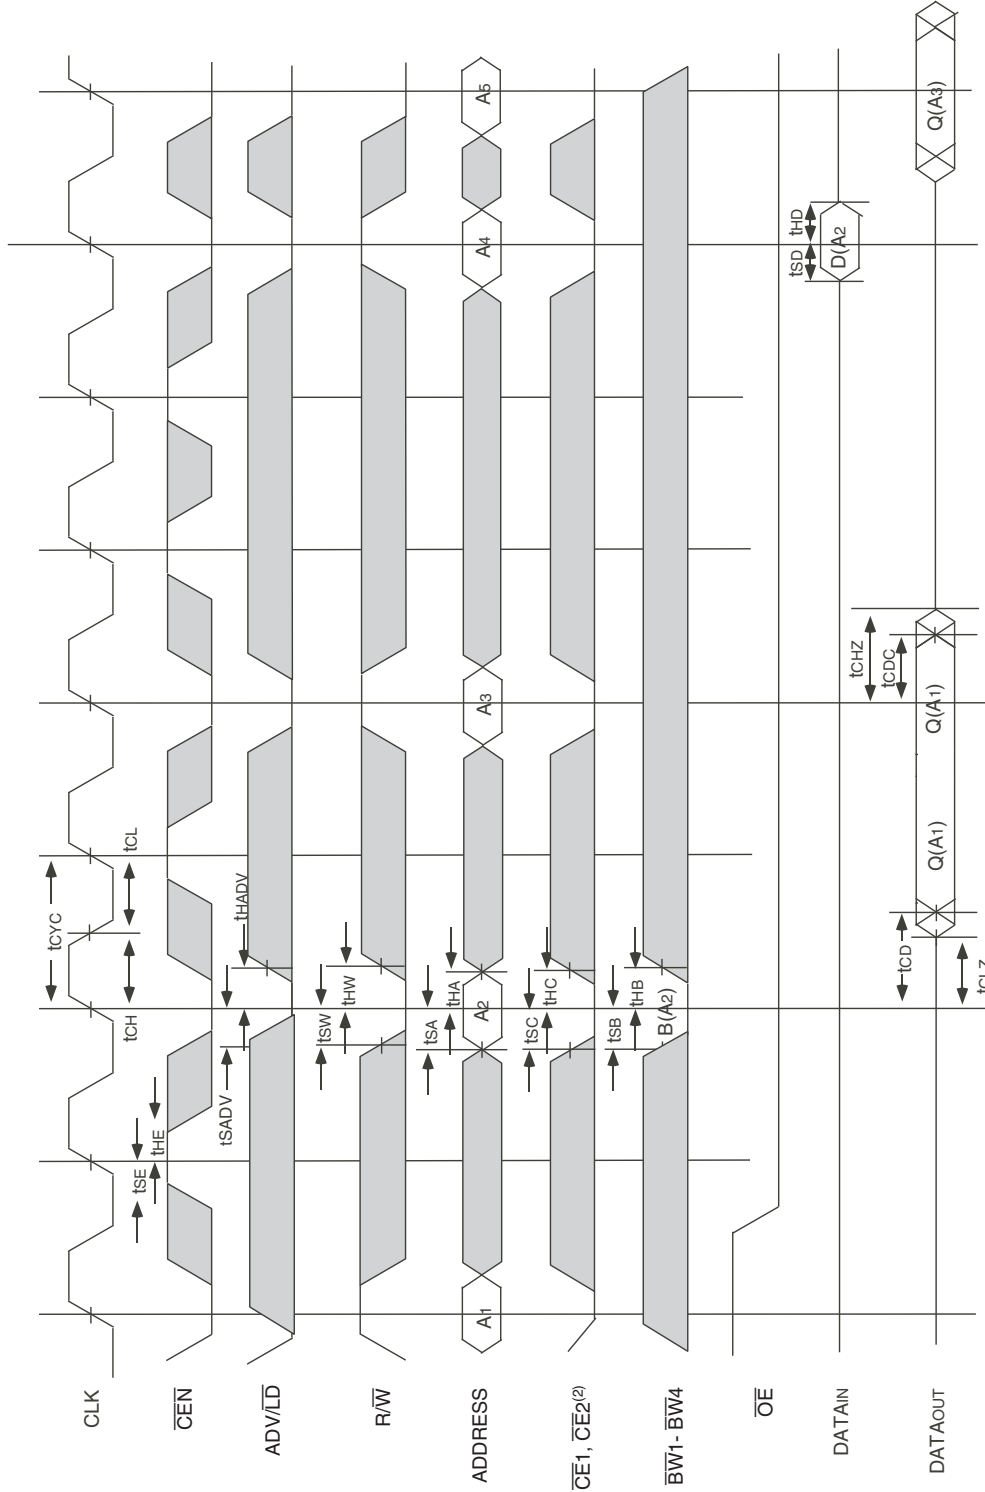 CLK
tCYC
tCH
tCL
CEN
tSE
tHE
ADV/LD
tSADV
tHADV
R/W
tSW
tHW
ADDRESS
A1
A2
A3
A4
A5
tSA
tHA
CE1, CE2(2)
tSC
tHC
BW1 - BW4
tSB
tHB
B(A2)
OE
DATAIN
tSD
tHD
D(A2
DATAOUT
tCD
tCLZ
Q(A1)
Q(A1)
tCHZ
tCDC
Q(A3)